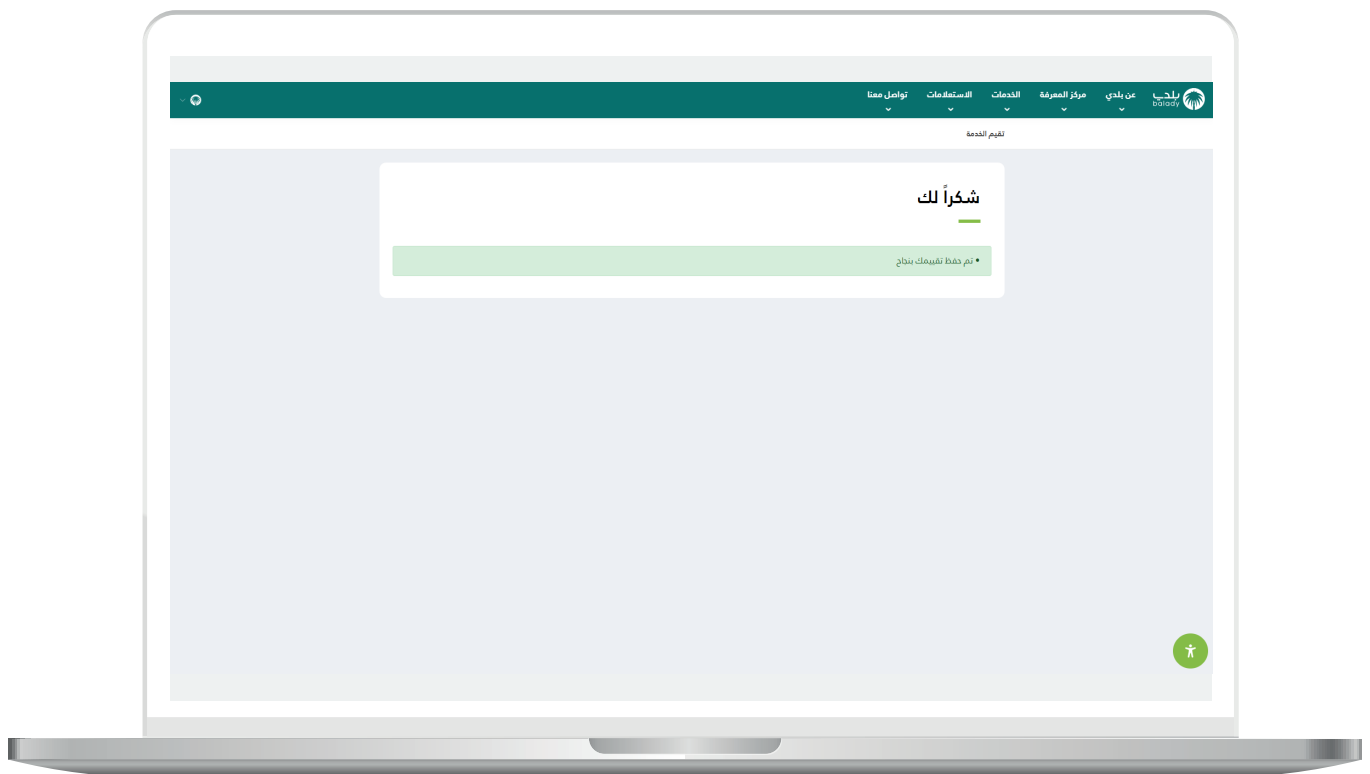 بلدي
balady
عن بلدي
مركز المعرفة
الخدمات
الاستعلامات
تواصل معنا
تقيم الخدمة
شكراً لك
• تم حفظ تقييمك بنجاح